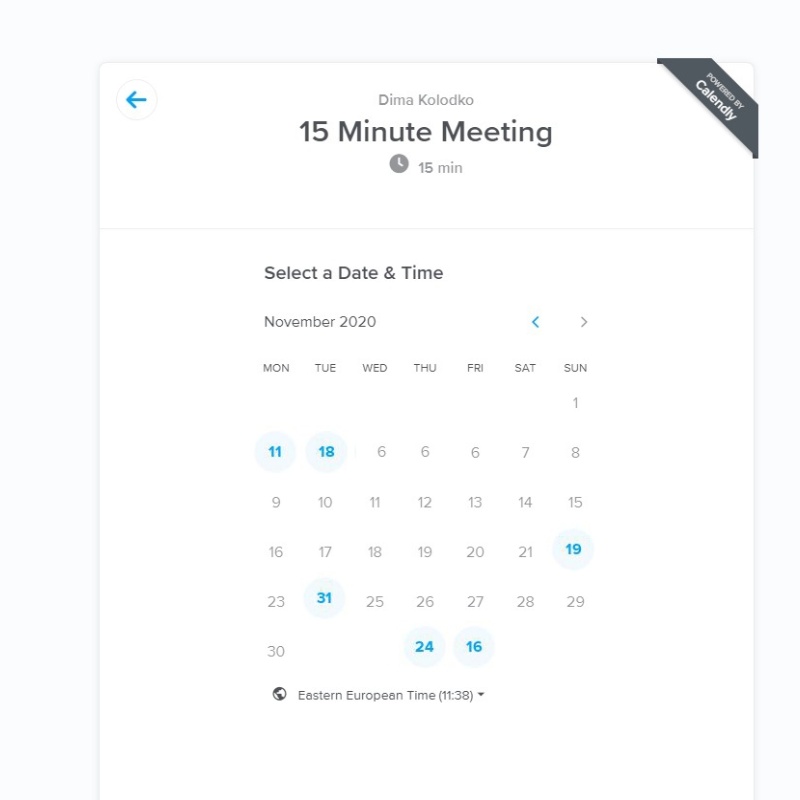 POWERED BY
Calendly
Dima Kolodko
15 Minute Meeting
15 min
Select a Date & Time
November 2020
MON TUE WED THU FRI SAT SUN
1
11 18 6 6 6 7 8
9 10 11 12 13 14 15
16 17 18 19 20 21 19
23 31 25 26 27 28 29
30 24 16
Eastern European Time (11:38)